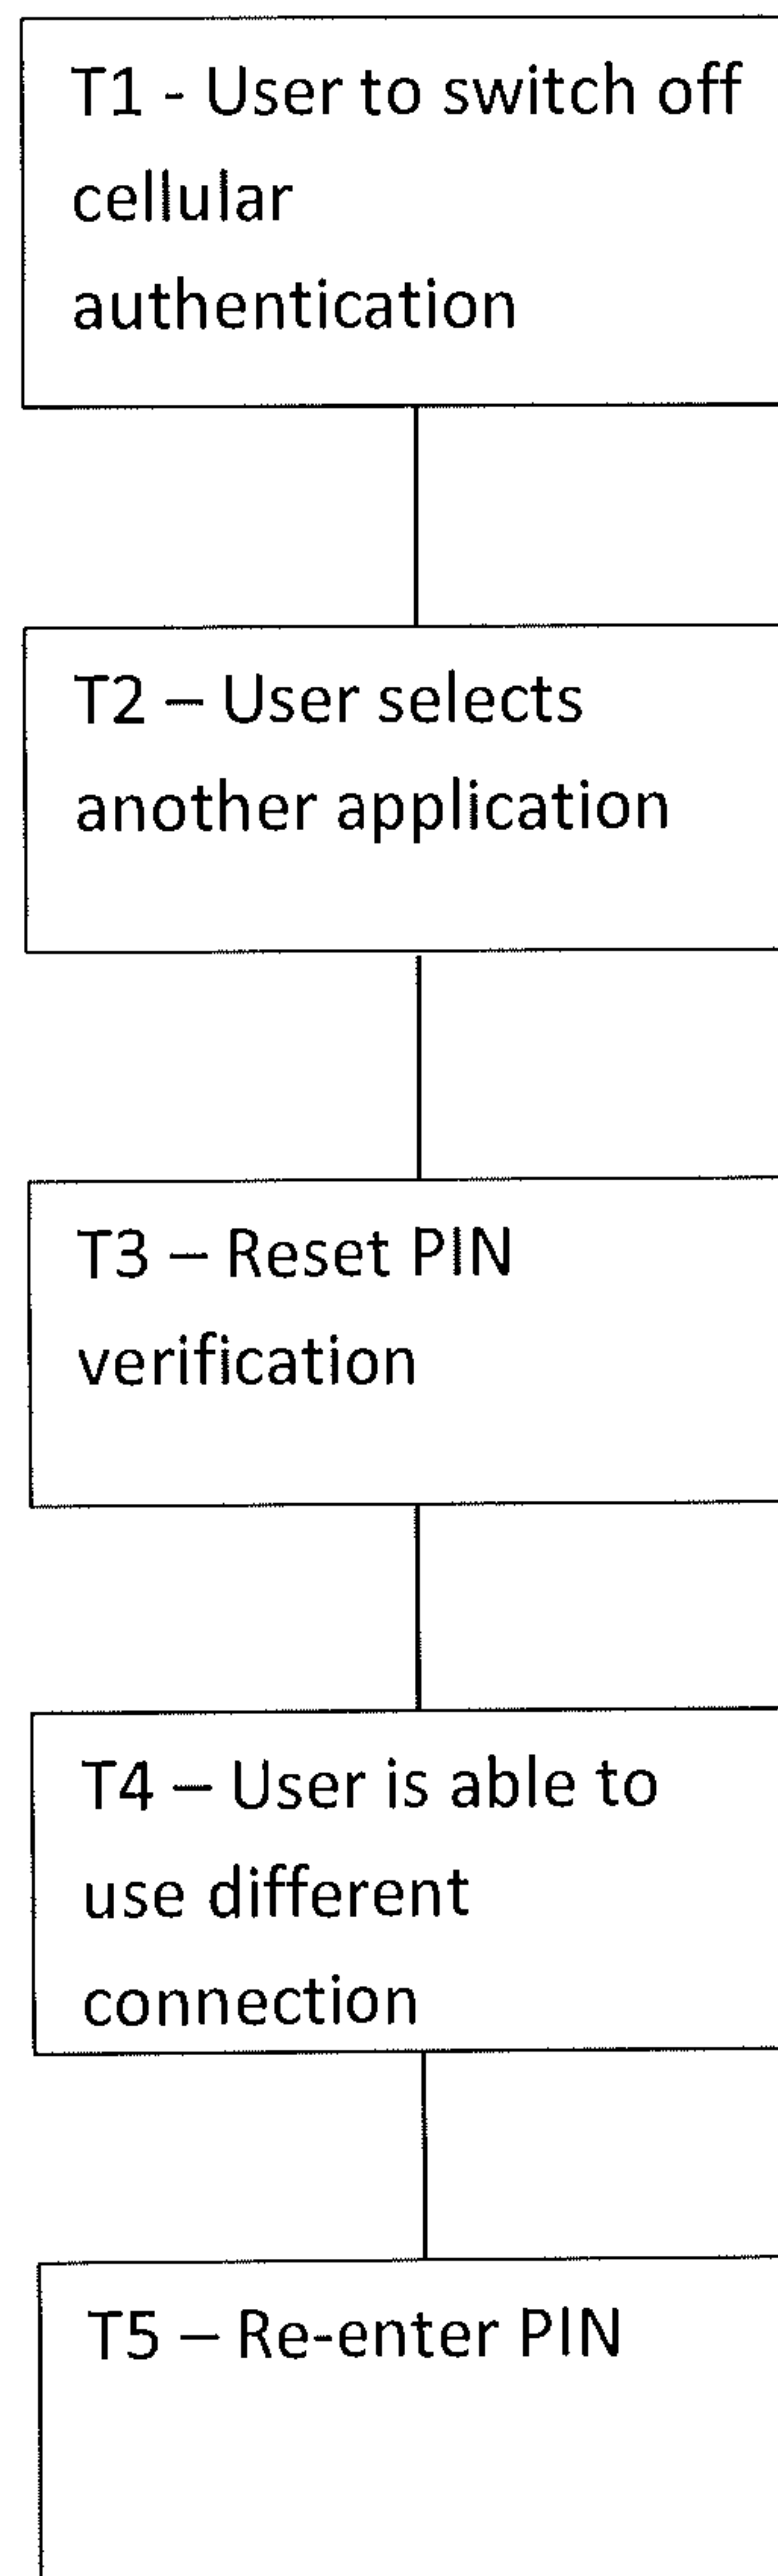 T1 - User to switch off
cellular
authentication
T2 – User selects
another application
T3 – Reset PIN
verification
T4 – User is able to
use different
connection
T5 – Re-enter PIN